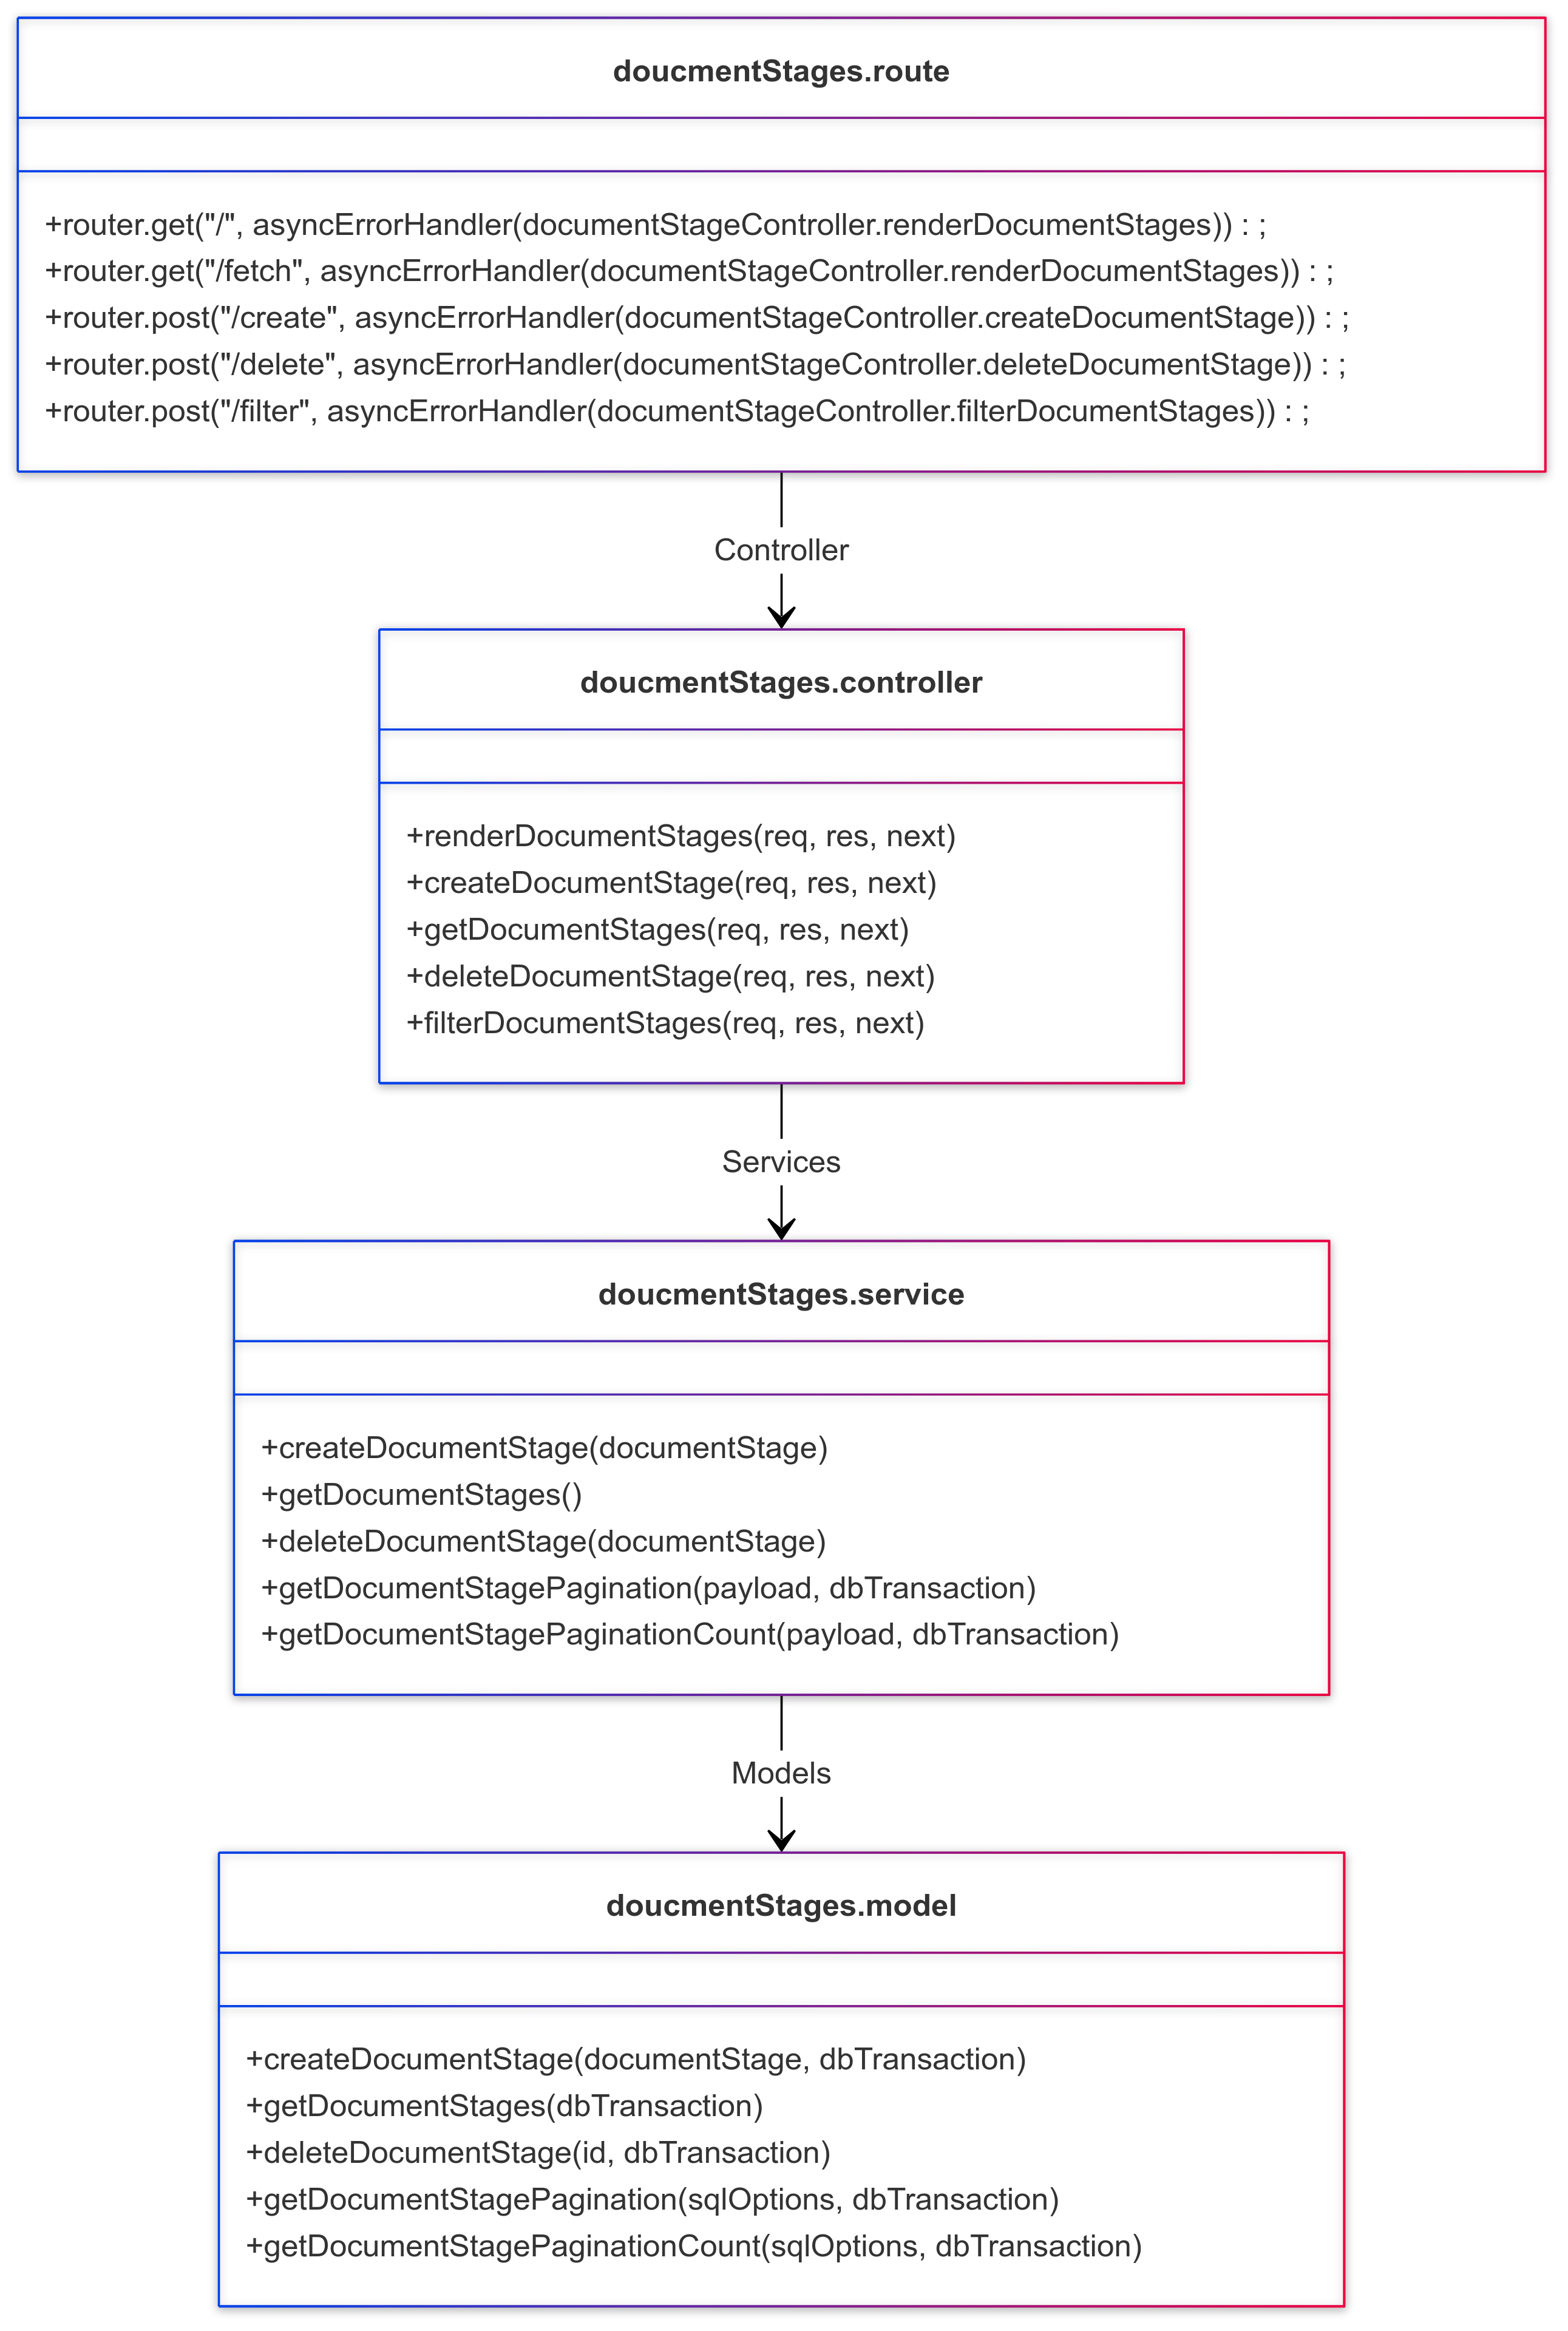 doucmentStages.route
+router.get("/", asyncErrorHandler(documentStageController.renderDocumentStages)) : ;
+router.get("/fetch", asyncErrorHandler(documentStageController.renderDocumentStages)) : ;
+router.post("/create", asyncErrorHandler(documentStageController.createDocumentStage)) : ;
+router.post("/delete", asyncErrorHandler(documentStageController.deleteDocumentStage)) : ;
+router.post("/filter", asyncErrorHandler(documentStageController.filterDocumentStages)) : ;
Controller
doucmentStages.controller
+renderDocumentStages(req, res, next)
+createDocumentStage(req, res, next)
+getDocumentStages(req, res, next)
+deleteDocumentStage(req, res, next)
+filterDocumentStages(req, res, next)
Services
doucmentStages.service
+createDocumentStage(documentStage)
+getDocumentStages()
+deleteDocumentStage(documentStage)
+getDocumentStagePagination(payload, dbTransaction)
+getDocumentStagePaginationCount(payload, dbTransaction)
Models
doucmentStages.model
+createDocumentStage(documentStage, dbTransaction)
+getDocumentStages(dbTransaction)
+deleteDocumentStage(id, dbTransaction)
+getDocumentStagePagination(sqlOptions, dbTransaction)
+getDocumentStagePaginationCount(sqlOptions, dbTransaction)